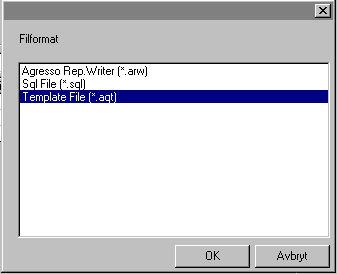 Filformat
Agresso Rep.Writer (*.arw)
Sql File (*.sql)
Template File (*.aqt)
OK
Avbryt